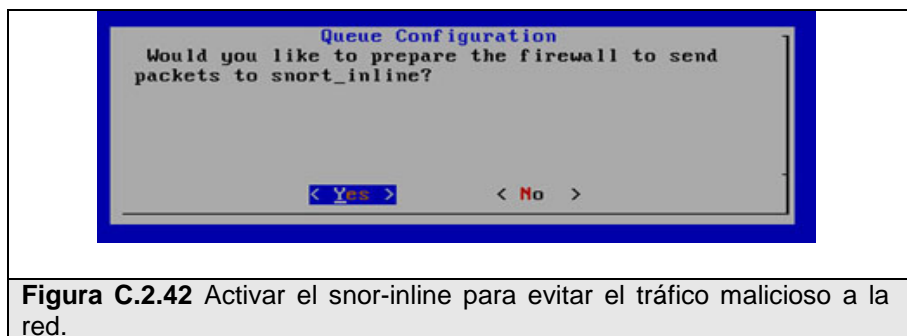 Queue Configuration
Would you like to prepare the firewall to send
packets to snort_inline?
< Yes >    < No >
Figura C.2.42 Activar el snor-inline para evitar el tráfico malicioso a la
red.